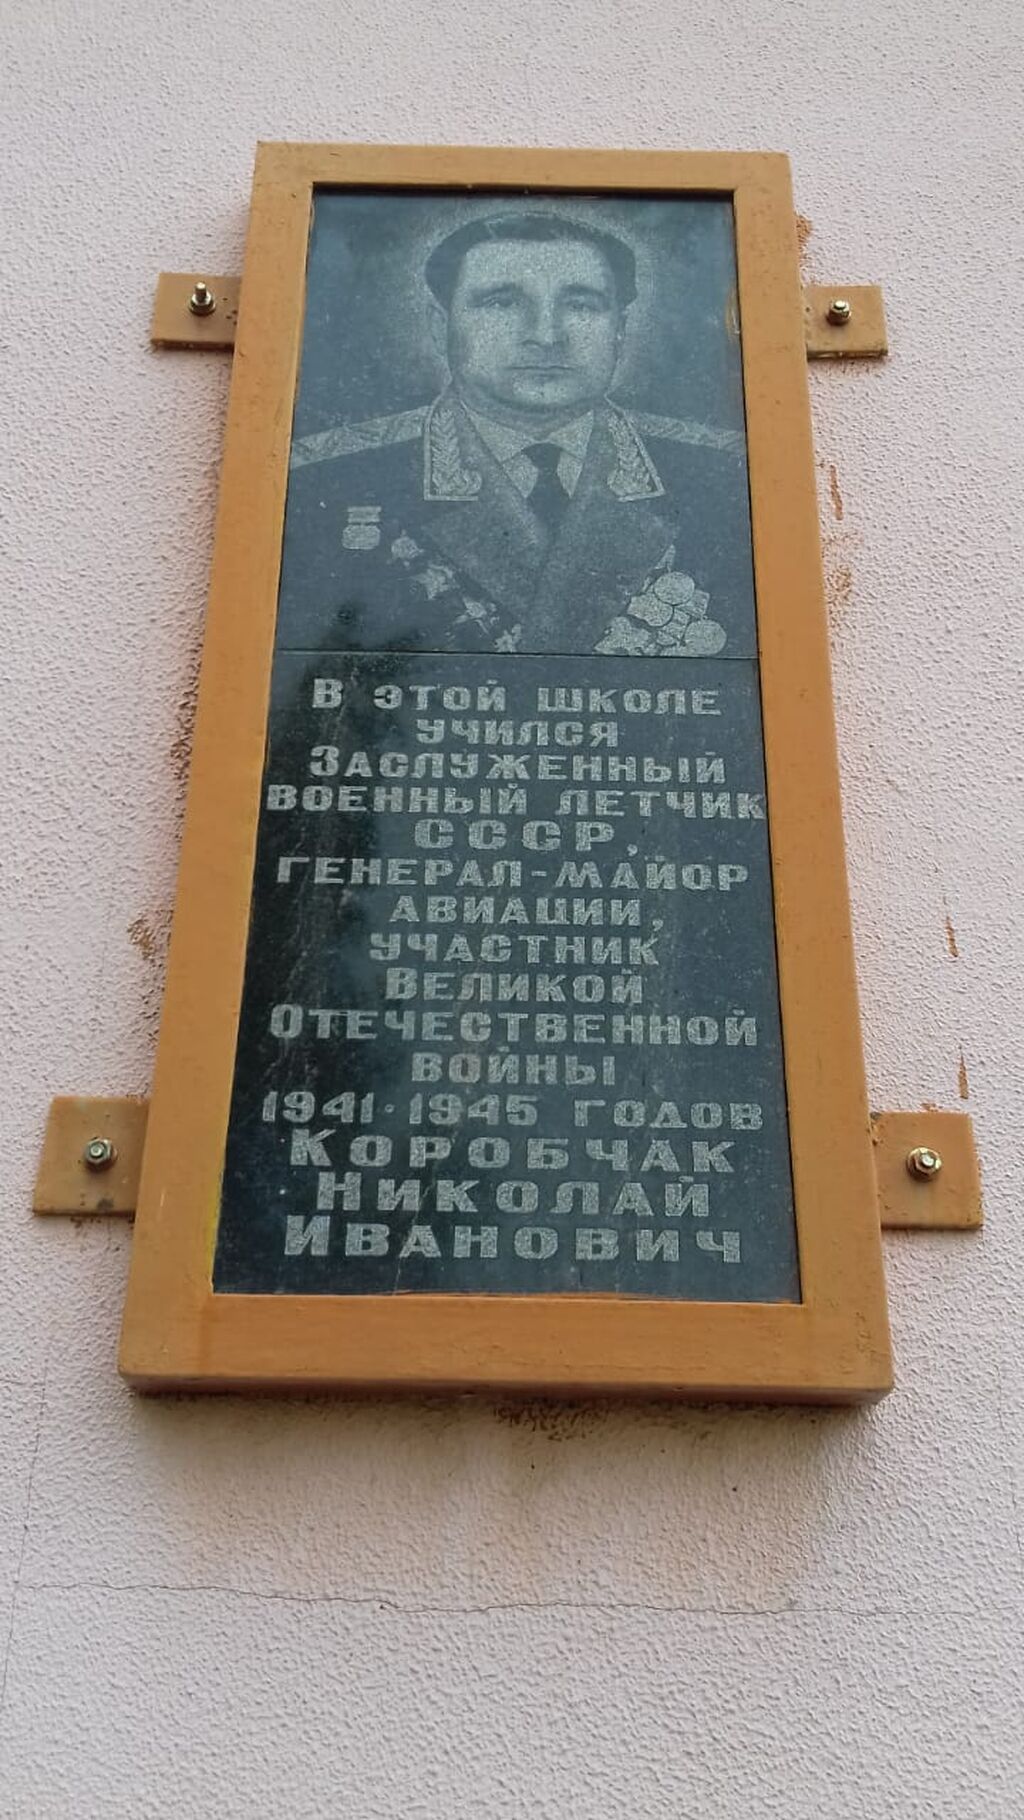 В этой школе
учился
Заслуженный
военный летчик
СССР,
генерал-майор
авиации,
участник
Великой
Отечественной
войны
1941-1945 годов
Коробчак
Николай
Иванович